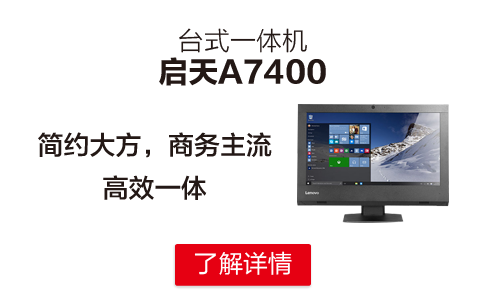 台式一体机
启天A7400
简约大方，商务主流
高效一体
Lenovo
了解详情